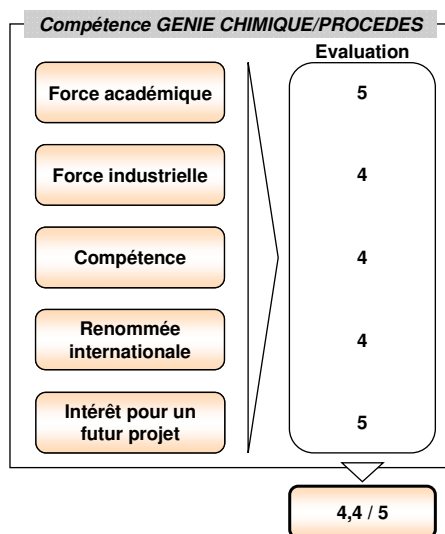 Compétence GENIE CHIMIQUE/PROCEDES
Evaluation
Force académique
5
Force industrielle
4
Compétence
4
Renommée
internationale
4
Intérêt pour un
futur projet
5
4,4 / 5